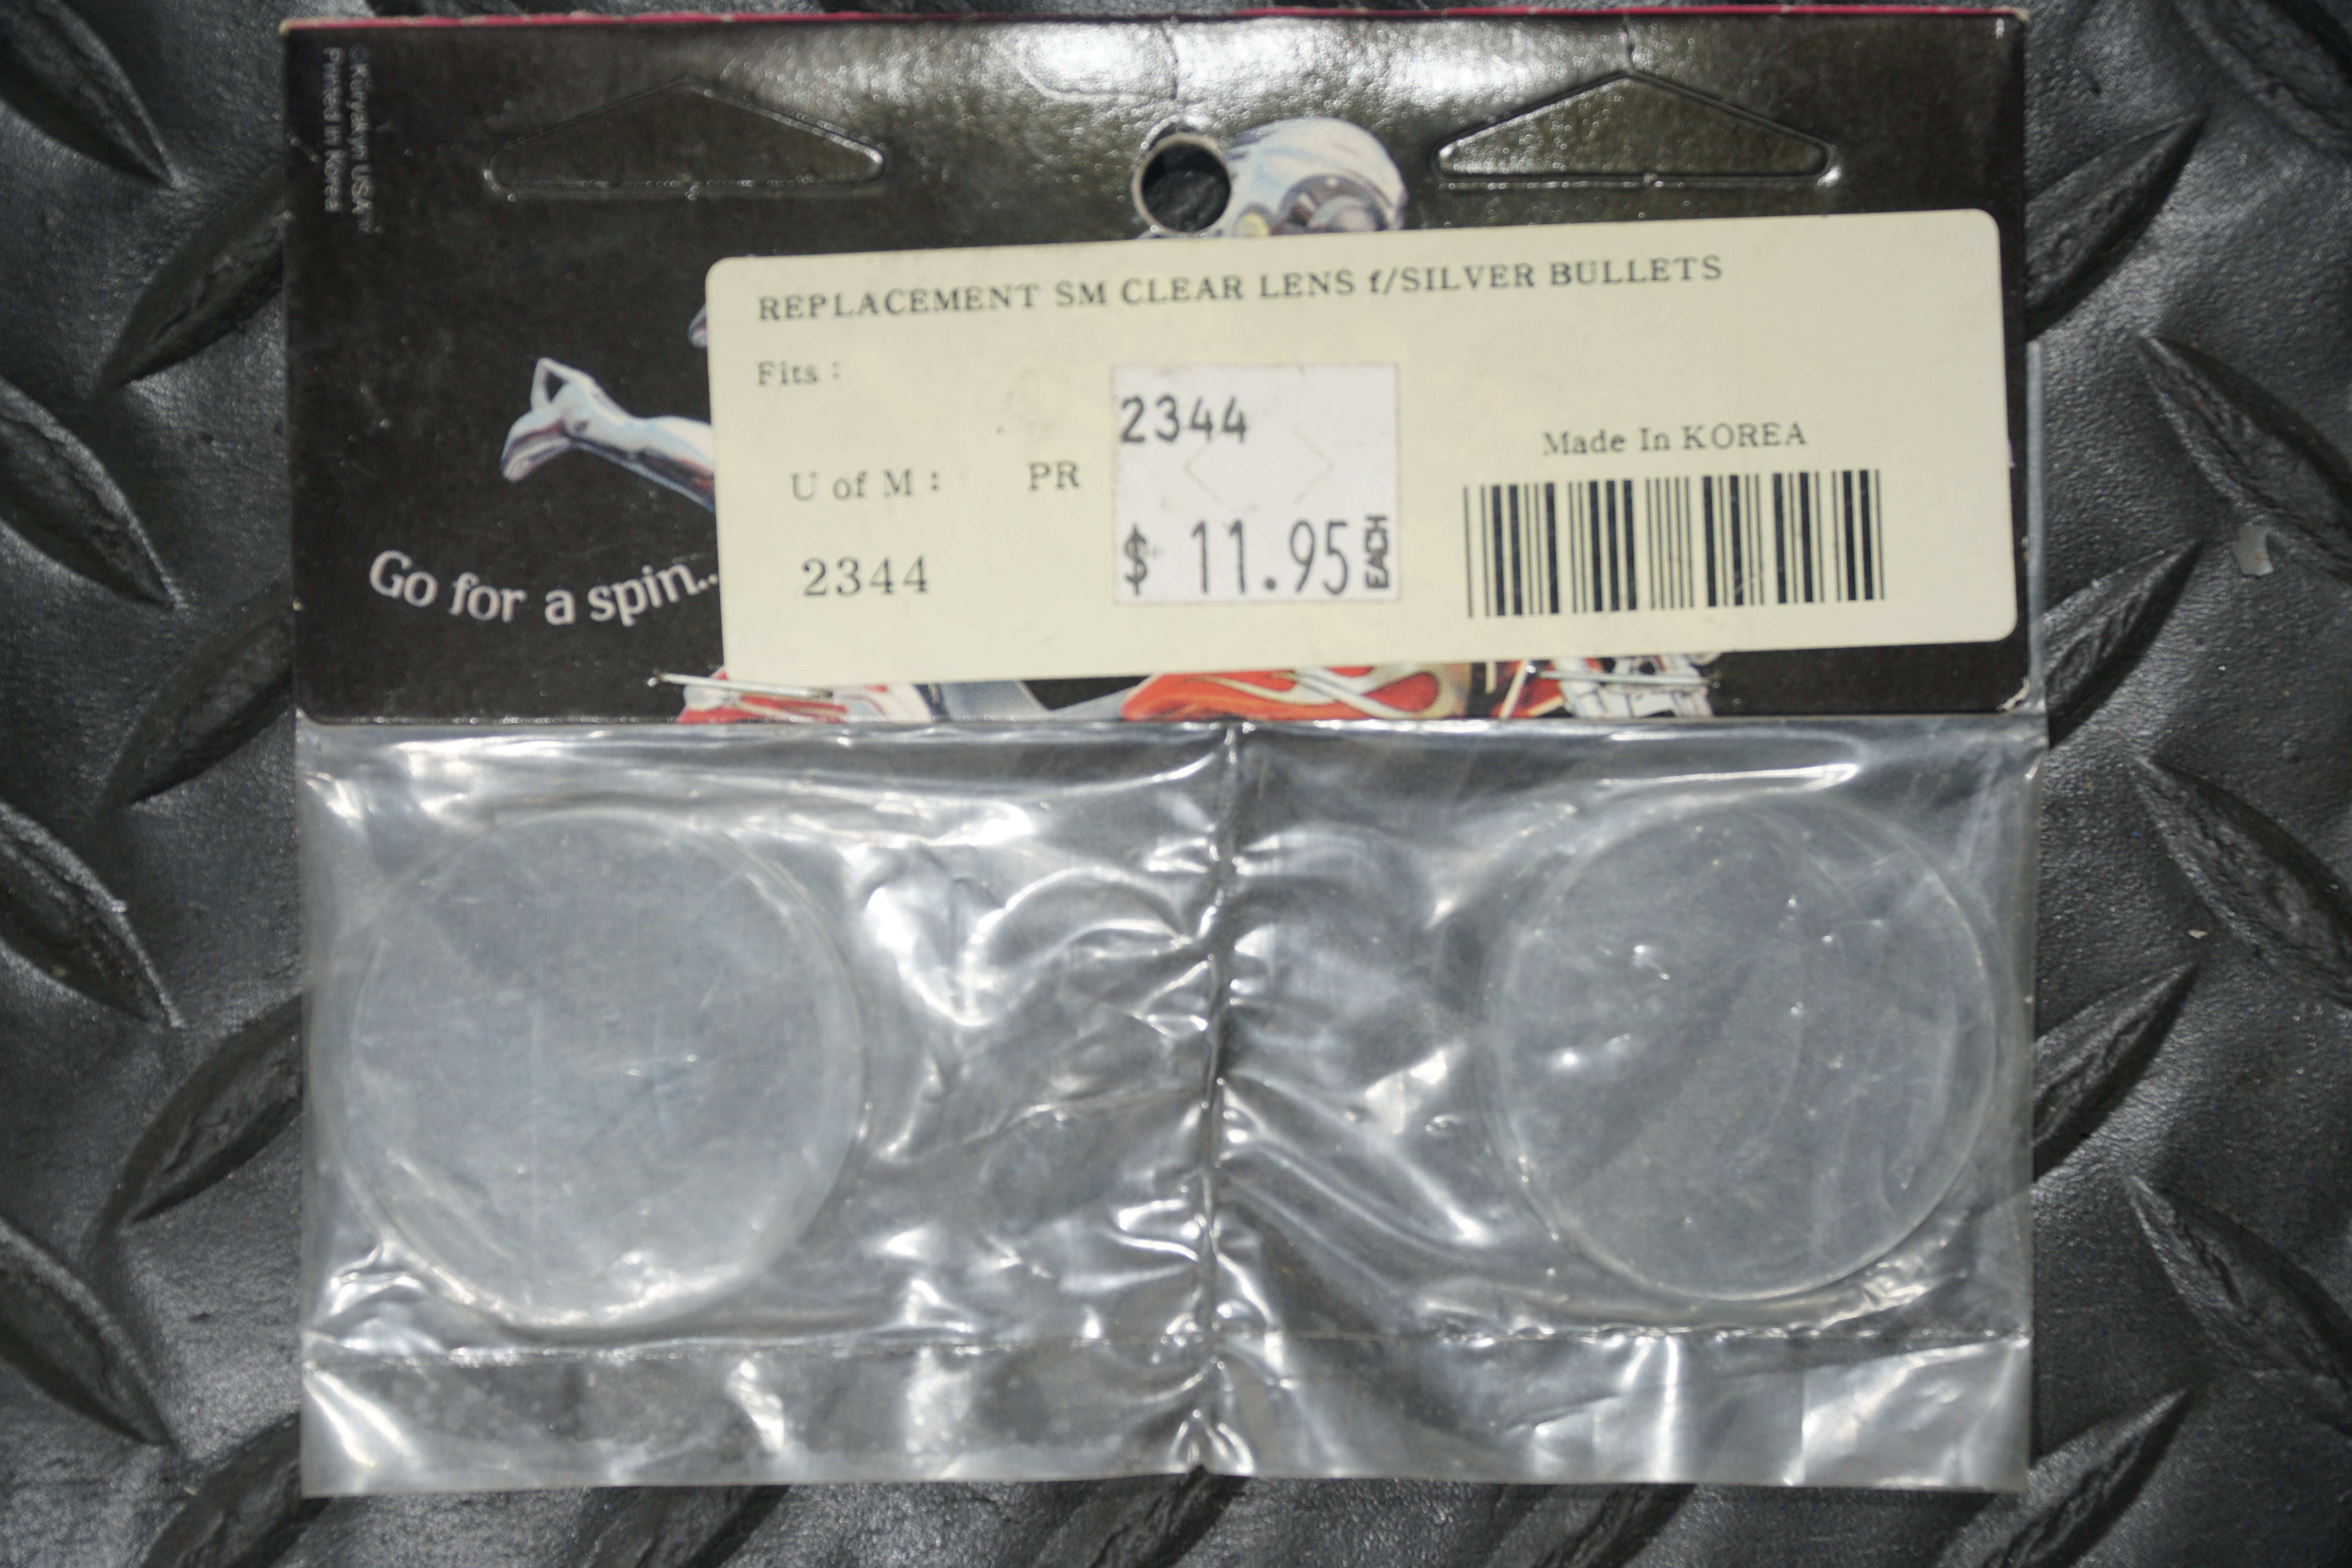 © Küryakyn USA
Printed in Korea
REPLACEMENT SM CLEAR LENS f/SILVER BULLETS
Fits :
2344
Made In KOREA
U of M : PR
$ 11.95 EACH
2344
Go for a spin..